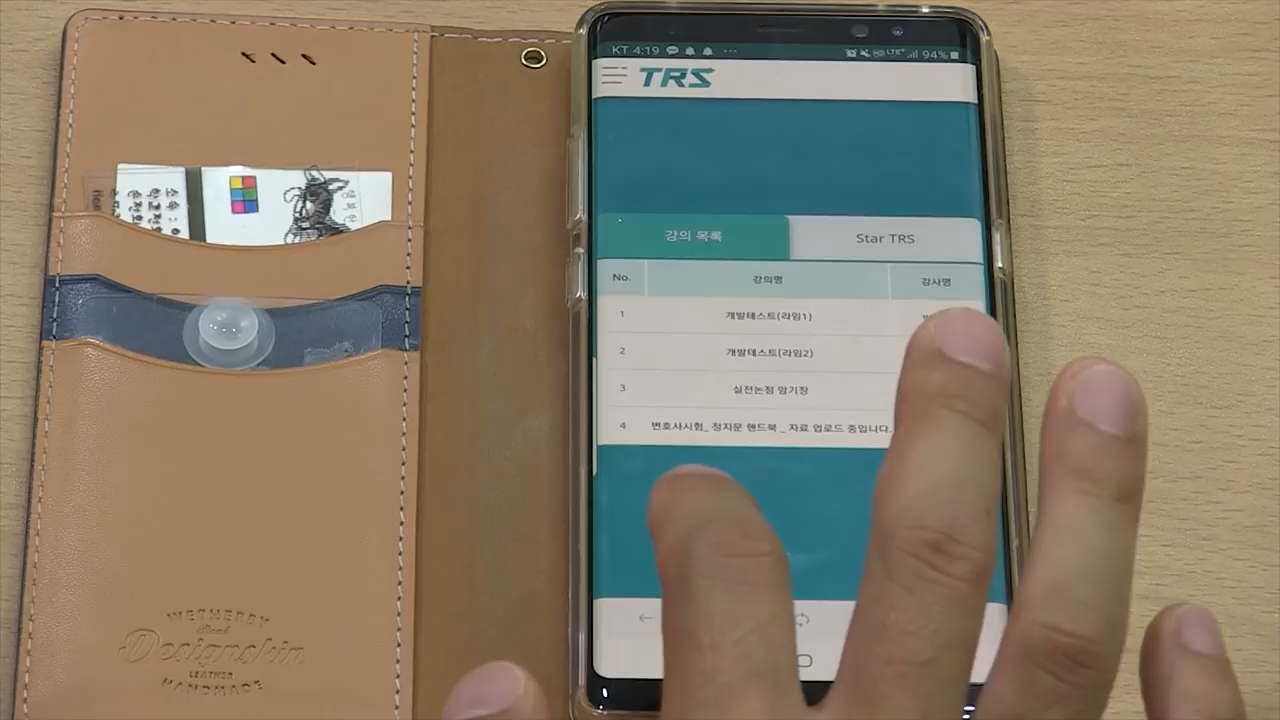 KT 4:19
LTE+ 94%
TRS
강의 목록
Star TRS
No. 강의명 강사명
1 개발테스트(라임1)
2 개발테스트(라임2)
3 실전논점 암기장
4 변호사시험_ 정지문 핸드북 _ 자료 업로드 중입니다.
WETHERBY
Designskin
LEATHER
HANDMADE